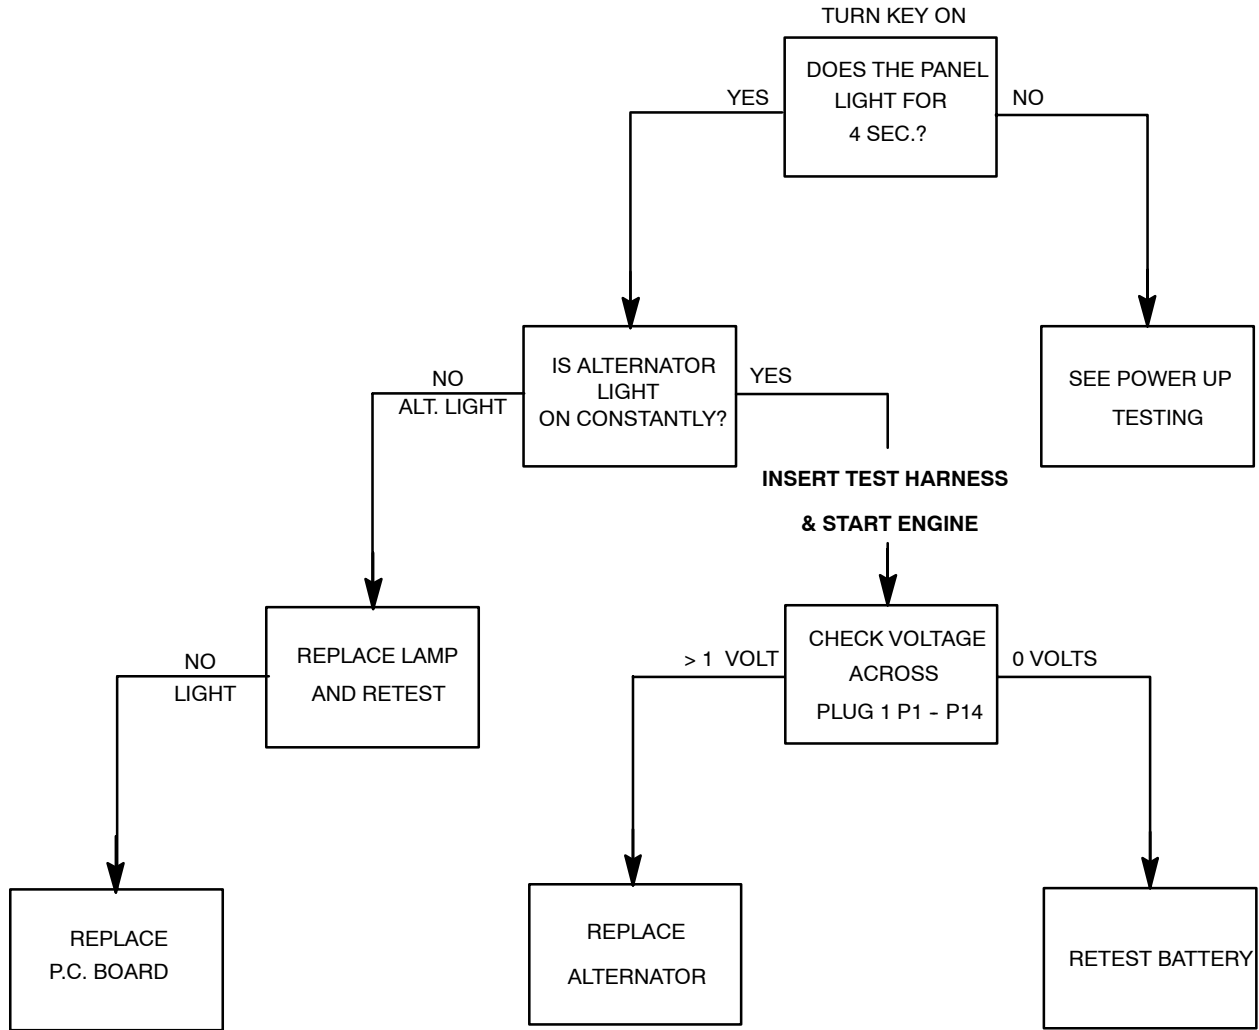 TURN KEY ON
DOES THE PANEL
LIGHT FOR
4 SEC.?
YES
NO
IS ALTERNATOR
LIGHT
ON CONSTANTLY?
NO
ALT. LIGHT
YES
SEE POWER UP
TESTING
INSERT TEST HARNESS
& START ENGINE
REPLACE LAMP
AND RETEST
NO
LIGHT
CHECK VOLTAGE
ACROSS
PLUG 1 P1 - P14
> 1 VOLT
0 VOLTS
REPLACE
P.C. BOARD
REPLACE
ALTERNATOR
RETEST BATTERY